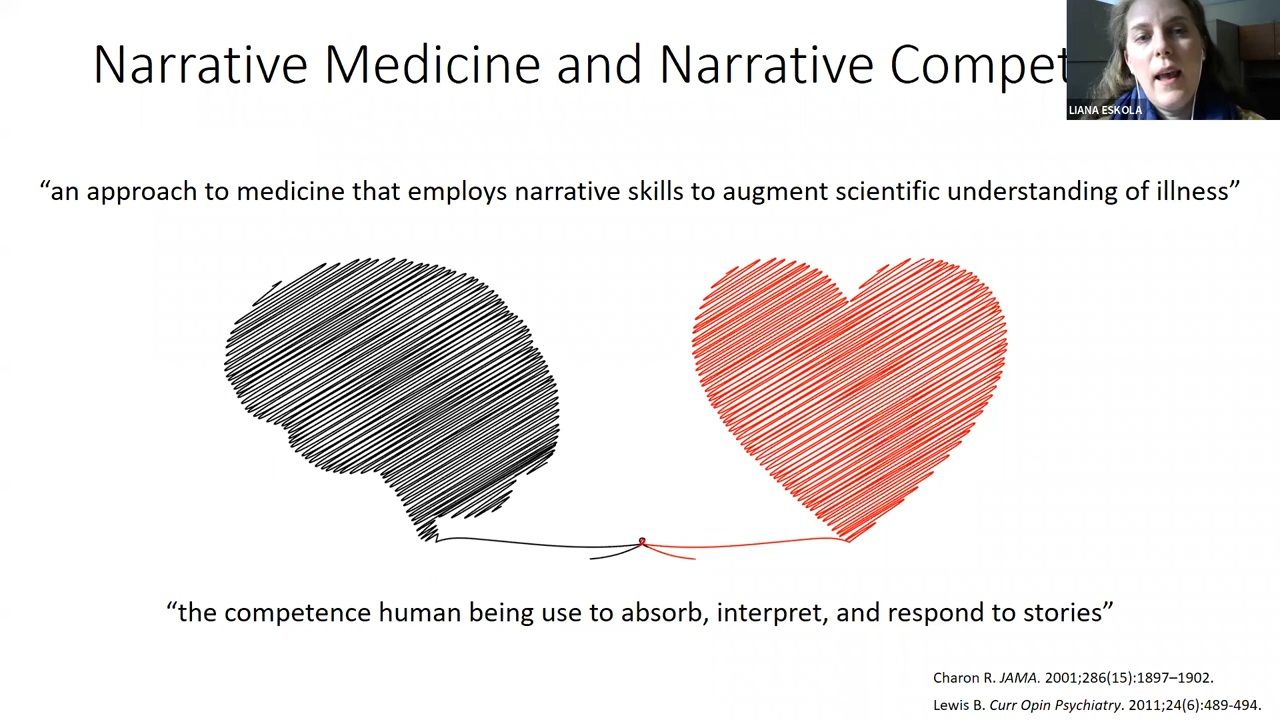 Narrative Medicine and Narrative Compet
LIANA ESKOLA
“an approach to medicine that employs narrative skills to augment scientific understanding of illness”
“the competence human being use to absorb, interpret, and respond to stories”
Charon R. JAMA. 2001;286(15):1897–1902.
Lewis B. Curr Opin Psychiatry. 2011;24(6):489-494.